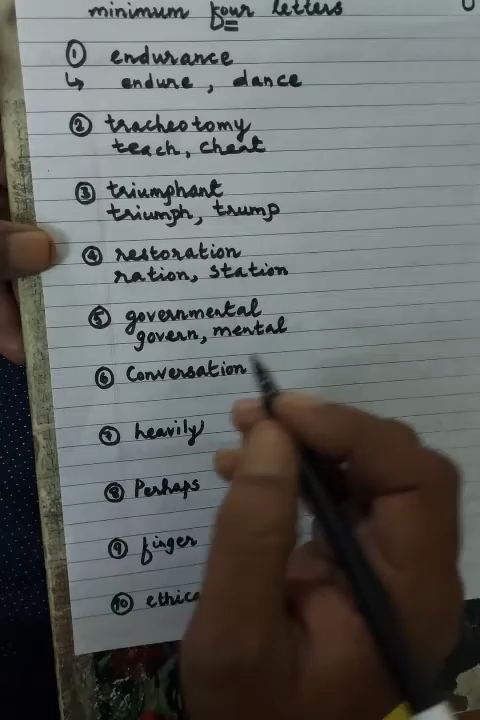 minimum four letters
① endurance
↳ endure, dance
② tracheotomy
teach, cheat
③ triumphant
triumph, trump
④ restoration
ration, station
⑤ governmental
govern, mental
⑥ Conversation
⑦ heavily
⑧ Perhaps
⑨ finger
⑩